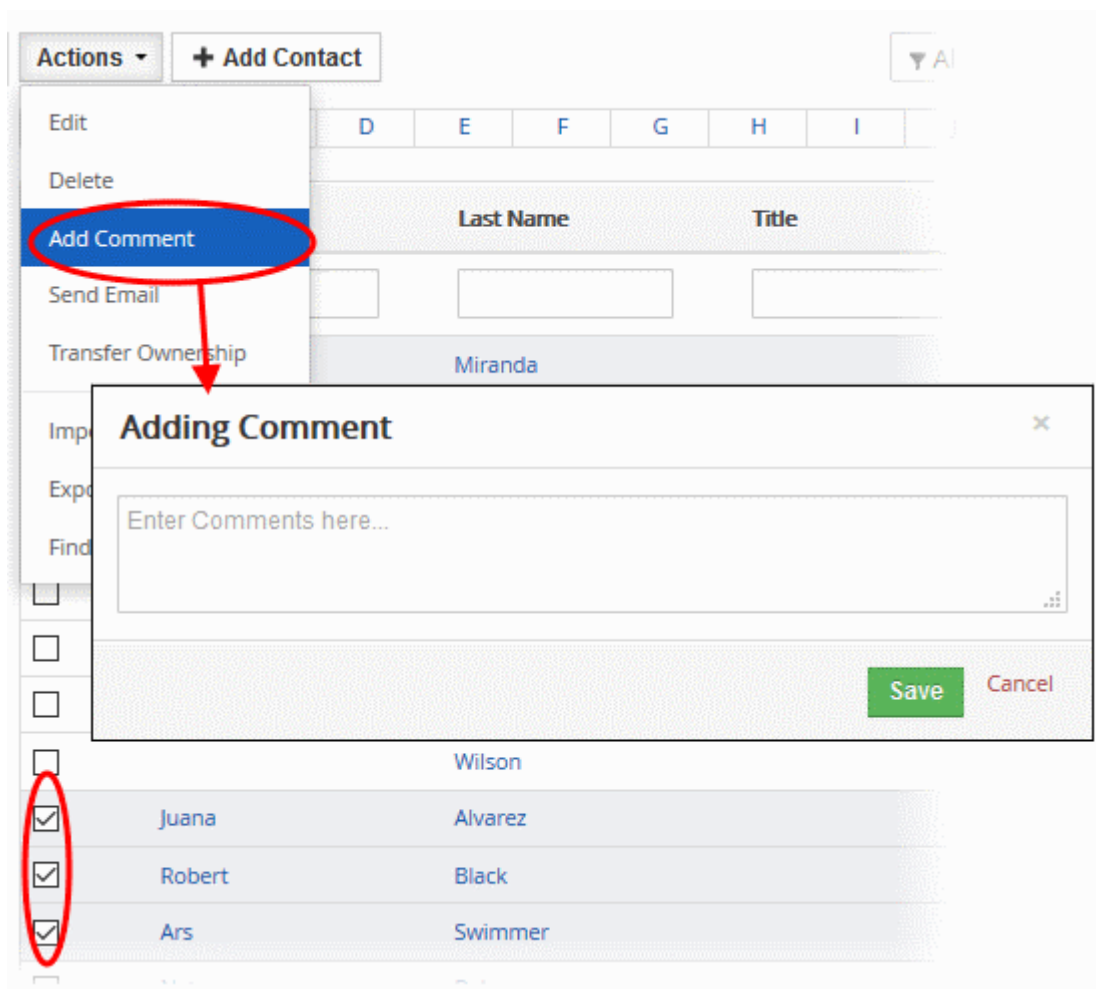 Actions + Add Contact
Edit
D E F G H I
Delete
Last Name Title
Add Comment
Send Email
Transfer Ownership
Miranda
Adding Comment ×
Enter Comments here...
Find
Save Cancel
Wilson
Juana Alvarez
Robert Black
Ars Swimmer